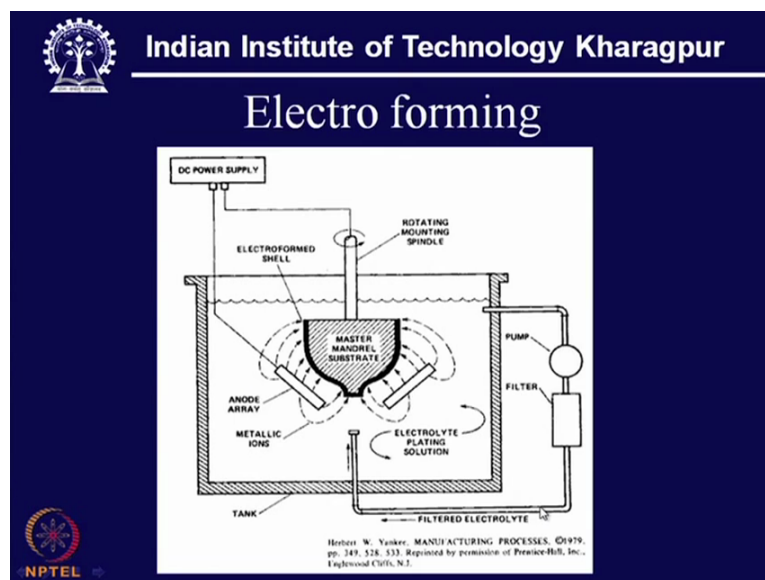 Indian Institute of Technology Kharagpur
Electro forming
DC POWER SUPPLY
ROTATING
MOUNTING
SPINDLE
ELECTROFORMED
SHELL
MASTER
MANDREL
SUBSTRATE
PUMP
FILTER
ANODE
ARRAY
METALLIC
IONS
ELECTROLYTE
PLATING
SOLUTION
TANK
FILTERED ELECTROLYTE
Herbert W. Yankee, MANUFACTURING PROCESSES, ©1979,
pp. 349, 528, 533. Reprinted by permission of Prentice-Hall, Inc.,
Englewood Cliffs, N.J.
NPTEL